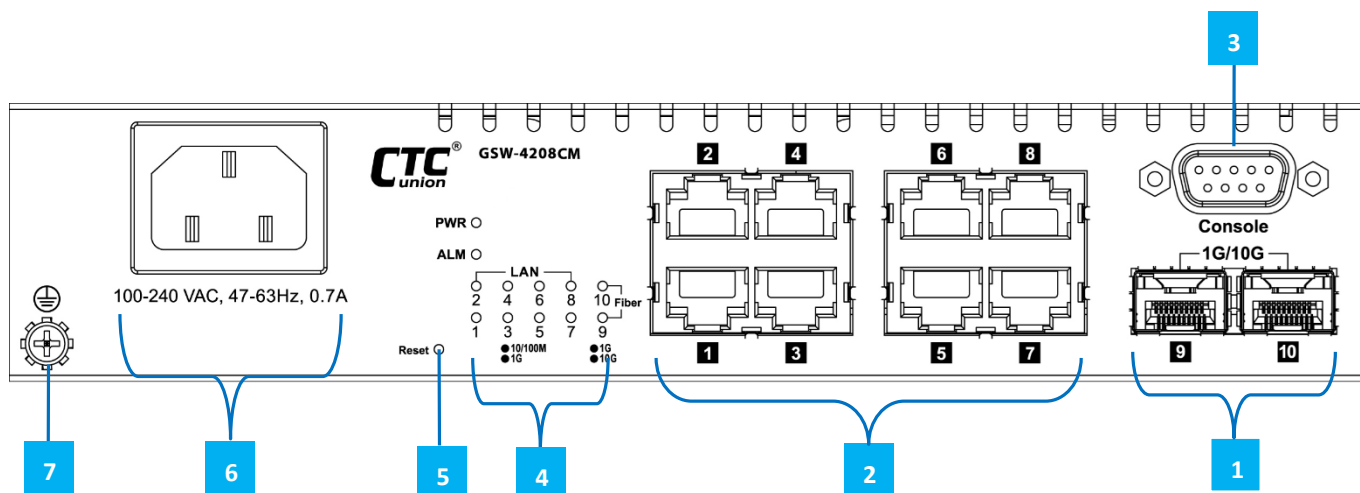 3
CTC® union
GSW-4208CM
2 4 6 8
PWR
ALM
LAN
2 4 6 8 10 Fiber
1 3 5 7 9
10/100M
1G
1G
10G
Reset
100-240 VAC, 47-63Hz, 0.7A
1 3 5 7
Console
1G/10G
9 10
7 6 5 4 2 1